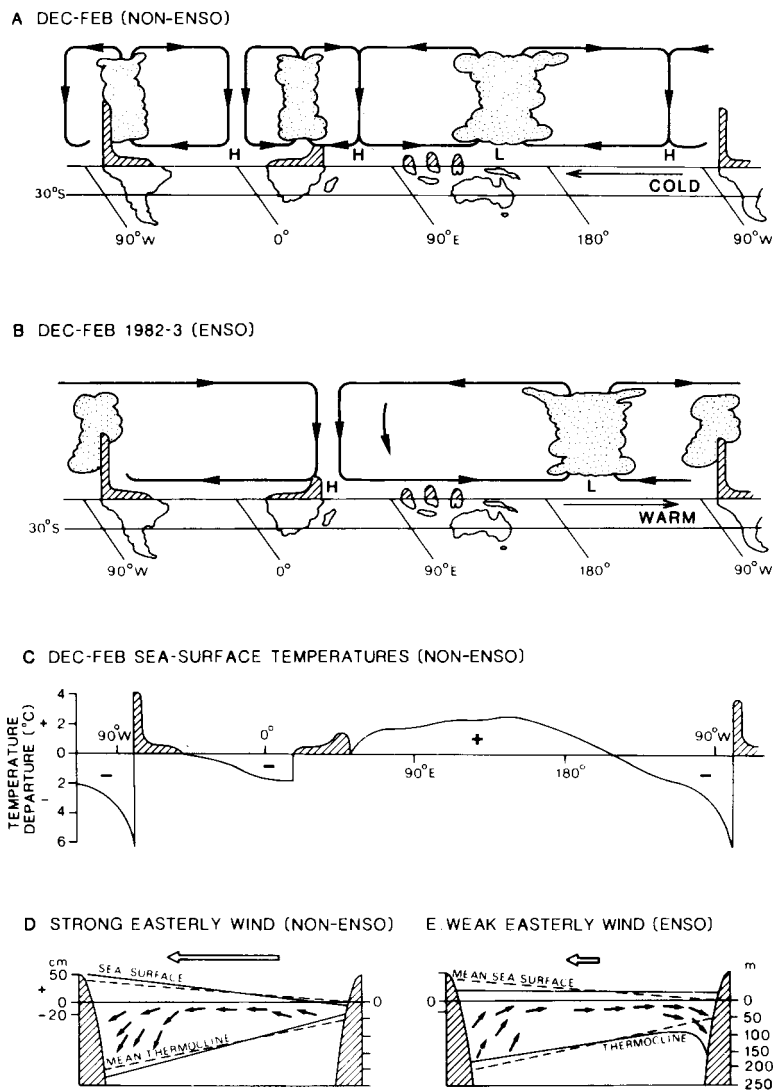 A DEC-FEB (NON-ENSO)
H H L H
COLD
30°S
90°W 0° 90°E 180° 90°W
B DEC-FEB 1982-3 (ENSO)
H L
WARM
30°S
90°W 0° 90°E 180° 90°W
C DEC-FEB SEA-SURFACE TEMPERATURES (NON-ENSO)
TEMPERATURE
DEPARTURE (°C)
4
+ 2
0
2
- 4
6
90°W 0° 90°E 180° 90°W
- - + -
D STRONG EASTERLY WIND (NON-ENSO)
cm
50
+
0
-20
SEA SURFACE
0
MEAN THERMOCLINE
E. WEAK EASTERLY WIND (ENSO)
m
MEAN SEA SURFACE
0
50
100
150
200
250
THERMOCLINE